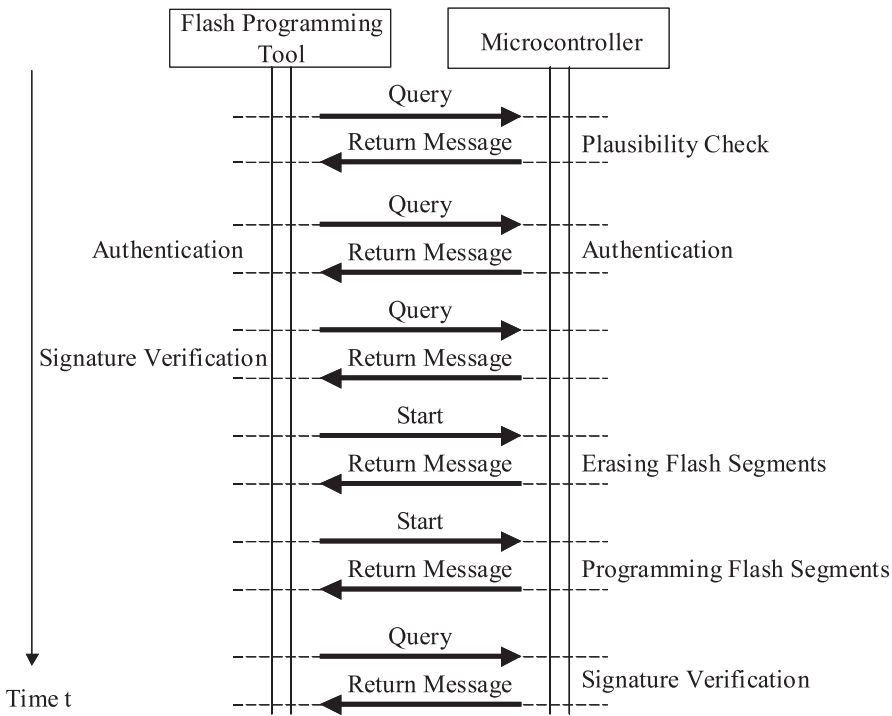 Flash Programming
Tool
Microcontroller
Query
Return Message
Plausibility Check
Query
Authentication
Return Message
Authentication
Query
Signature Verification
Return Message
Start
Return Message
Erasing Flash Segments
Start
Return Message
Programming Flash Segments
Query
Return Message
Signature Verification
Time t